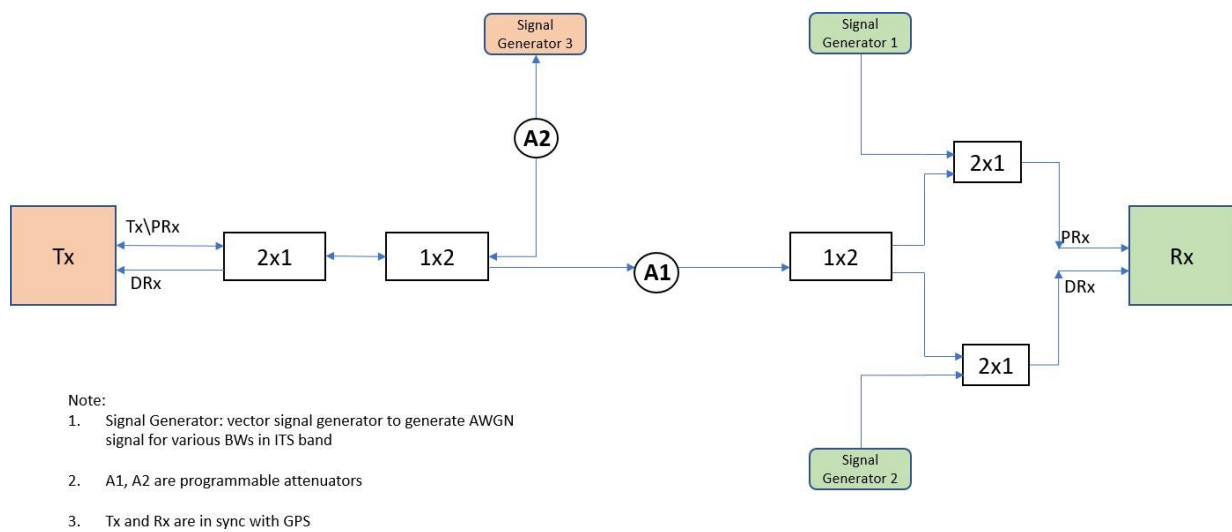 Signal
Generator 3
Signal
Generator 1
A2
2x1
Tx
Tx\PRx
DRx
2x1
1x2
A1
1x2
PRx
DRx
Rx
2x1
Signal
Generator 2
Note:
1. Signal Generator: vector signal generator to generate AWGN
signal for various BWs in ITS band
2. A1, A2 are programmable attenuators
3. Tx and Rx are in sync with GPS